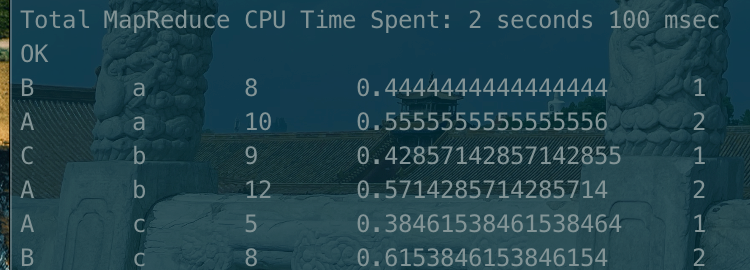 Total MapReduce CPU Time Spent: 2 seconds 100 msec
OK
B a 8 0.4444444444444444 1
A a 10 0.5555555555555556 2
C b 9 0.42857142857142855 1
A b 12 0.5714285714285714 2
A c 5 0.38461538461538464 1
B c 8 0.6153846153846154 2